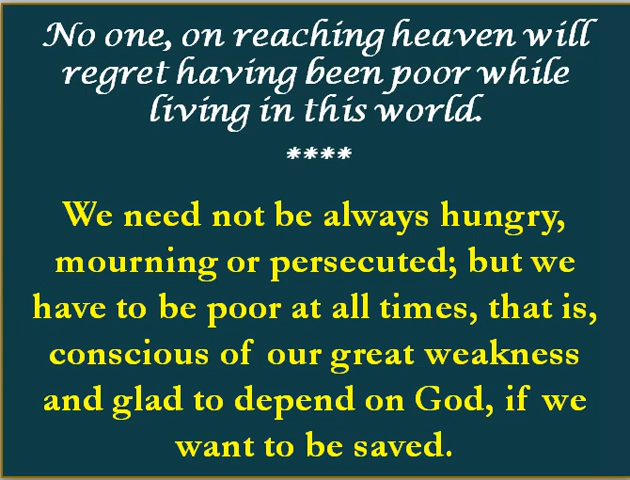 No one, on reaching heaven will
regret having been poor while
living in this world.
****
We need not be always hungry,
mourning or persecuted; but we
have to be poor at all times, that is,
conscious of our great weakness
and glad to depend on God, if we
want to be saved.